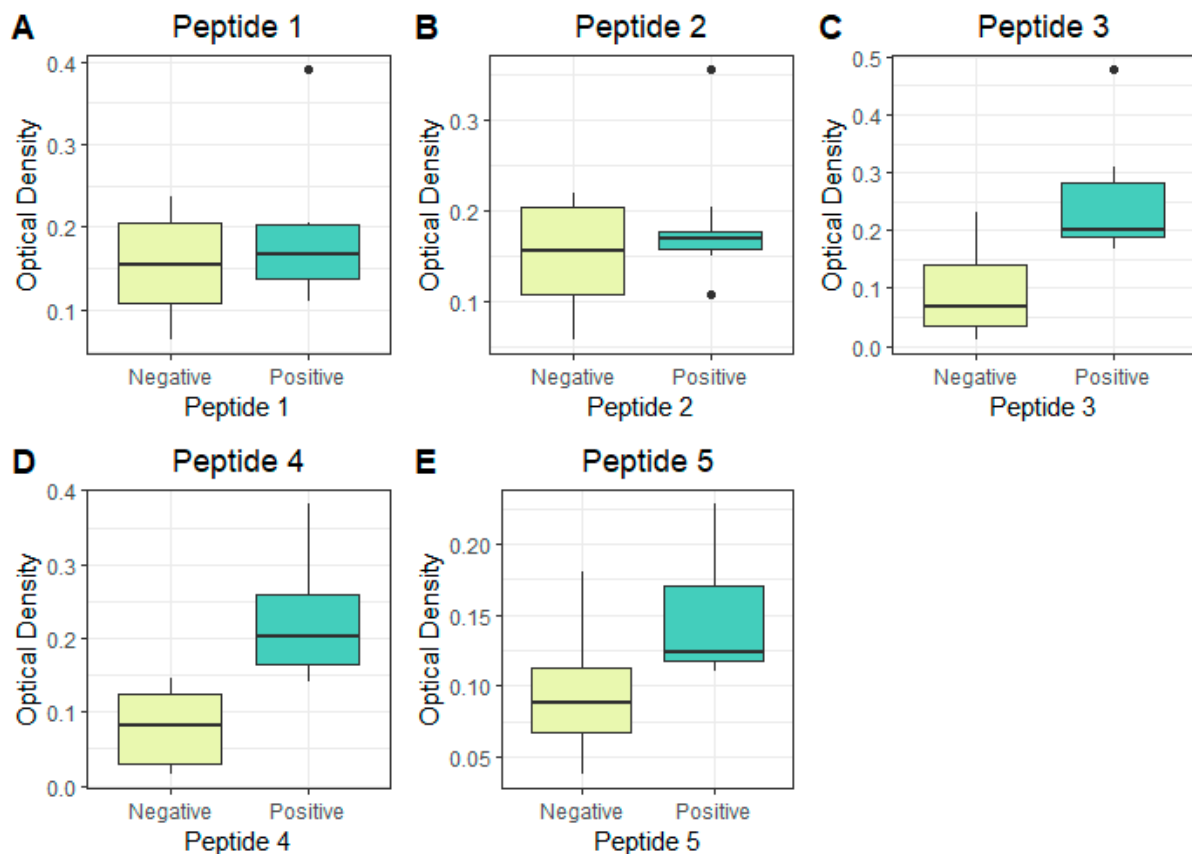 A Peptide 1
Optical Density
0.4
0.3
0.2
0.1
Negative Positive
Peptide 1
B Peptide 2
Optical Density
0.3
0.2
0.1
Negative Positive
Peptide 2
C Peptide 3
Optical Density
0.5
0.4
0.3
0.2
0.1
0.0
Negative Positive
Peptide 3
D Peptide 4
Optical Density
0.4
0.3
0.2
0.1
0.0
Negative Positive
Peptide 4
E Peptide 5
Optical Density
0.20
0.15
0.10
0.05
Negative Positive
Peptide 5